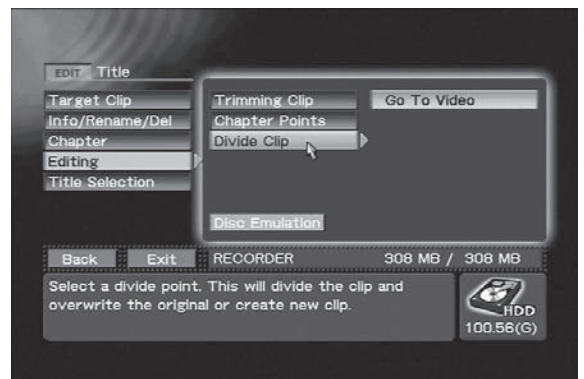 EDIT Title
Target Clip
Info/Rename/Del
Chapter
Editing
Title Selection
Trimming Clip
Chapter Points
Divide Clip
Go To Video
Disc Emulation
Back
Exit
RECORDER
308 MB / 308 MB
Select a divide point. This will divide the clip and
overwrite the original or create new clip.
HDD
100.56(G)